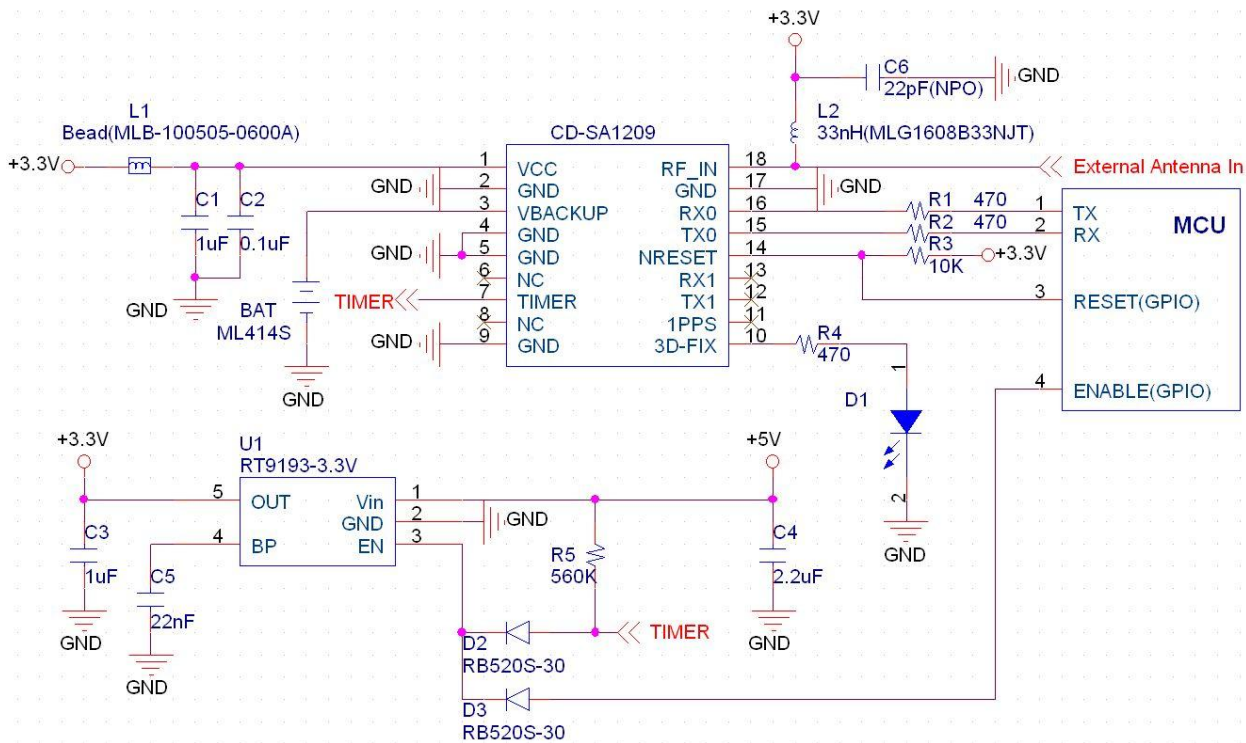 +3.3V
C6
GND
22pF(NPO)
L1
Bead(MLB-100505-0600A)
L2
33nH(MLG1608B33NJT)
CD-SA1209
+3.3V
1 VCC
RF_IN 18
External Antenna In
GND
2 GND
GND 17
GND
3 VBACKUP
RX0 16
R1 470
1 TX
MCU
C1
C2
4 GND
TX0 15
R2 470
2 RX
1uF
0.1uF
GND
5 GND
NRESET 14
R3
+3.3V
10K
6 NC
RX1 13
GND
BAT
ML414S
TIMER
7 TIMER
TX1 12
3 RESET(GPIO)
8 NC
1PPS 11
GND
9 GND
3D-FIX 10
R4
470
GND
1
D1
2
GND
4 ENABLE(GPIO)
+3.3V
U1
RT9193-3.3V
+5V
5 OUT
Vin 1
GND 2
GND
4 BP
EN 3
C3
1uF
GND
C5
22nF
GND
R5
560K
C4
2.2uF
GND
TIMER
D2
RB520S-30
D3
RB520S-30